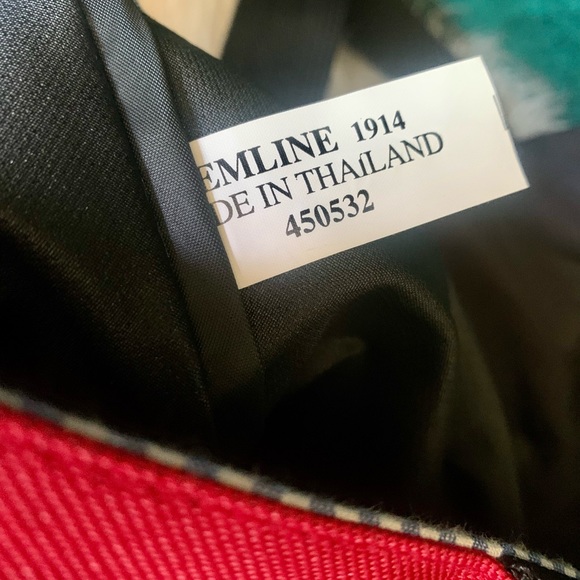 EMLINE 1914
DE IN THAILAND
450532